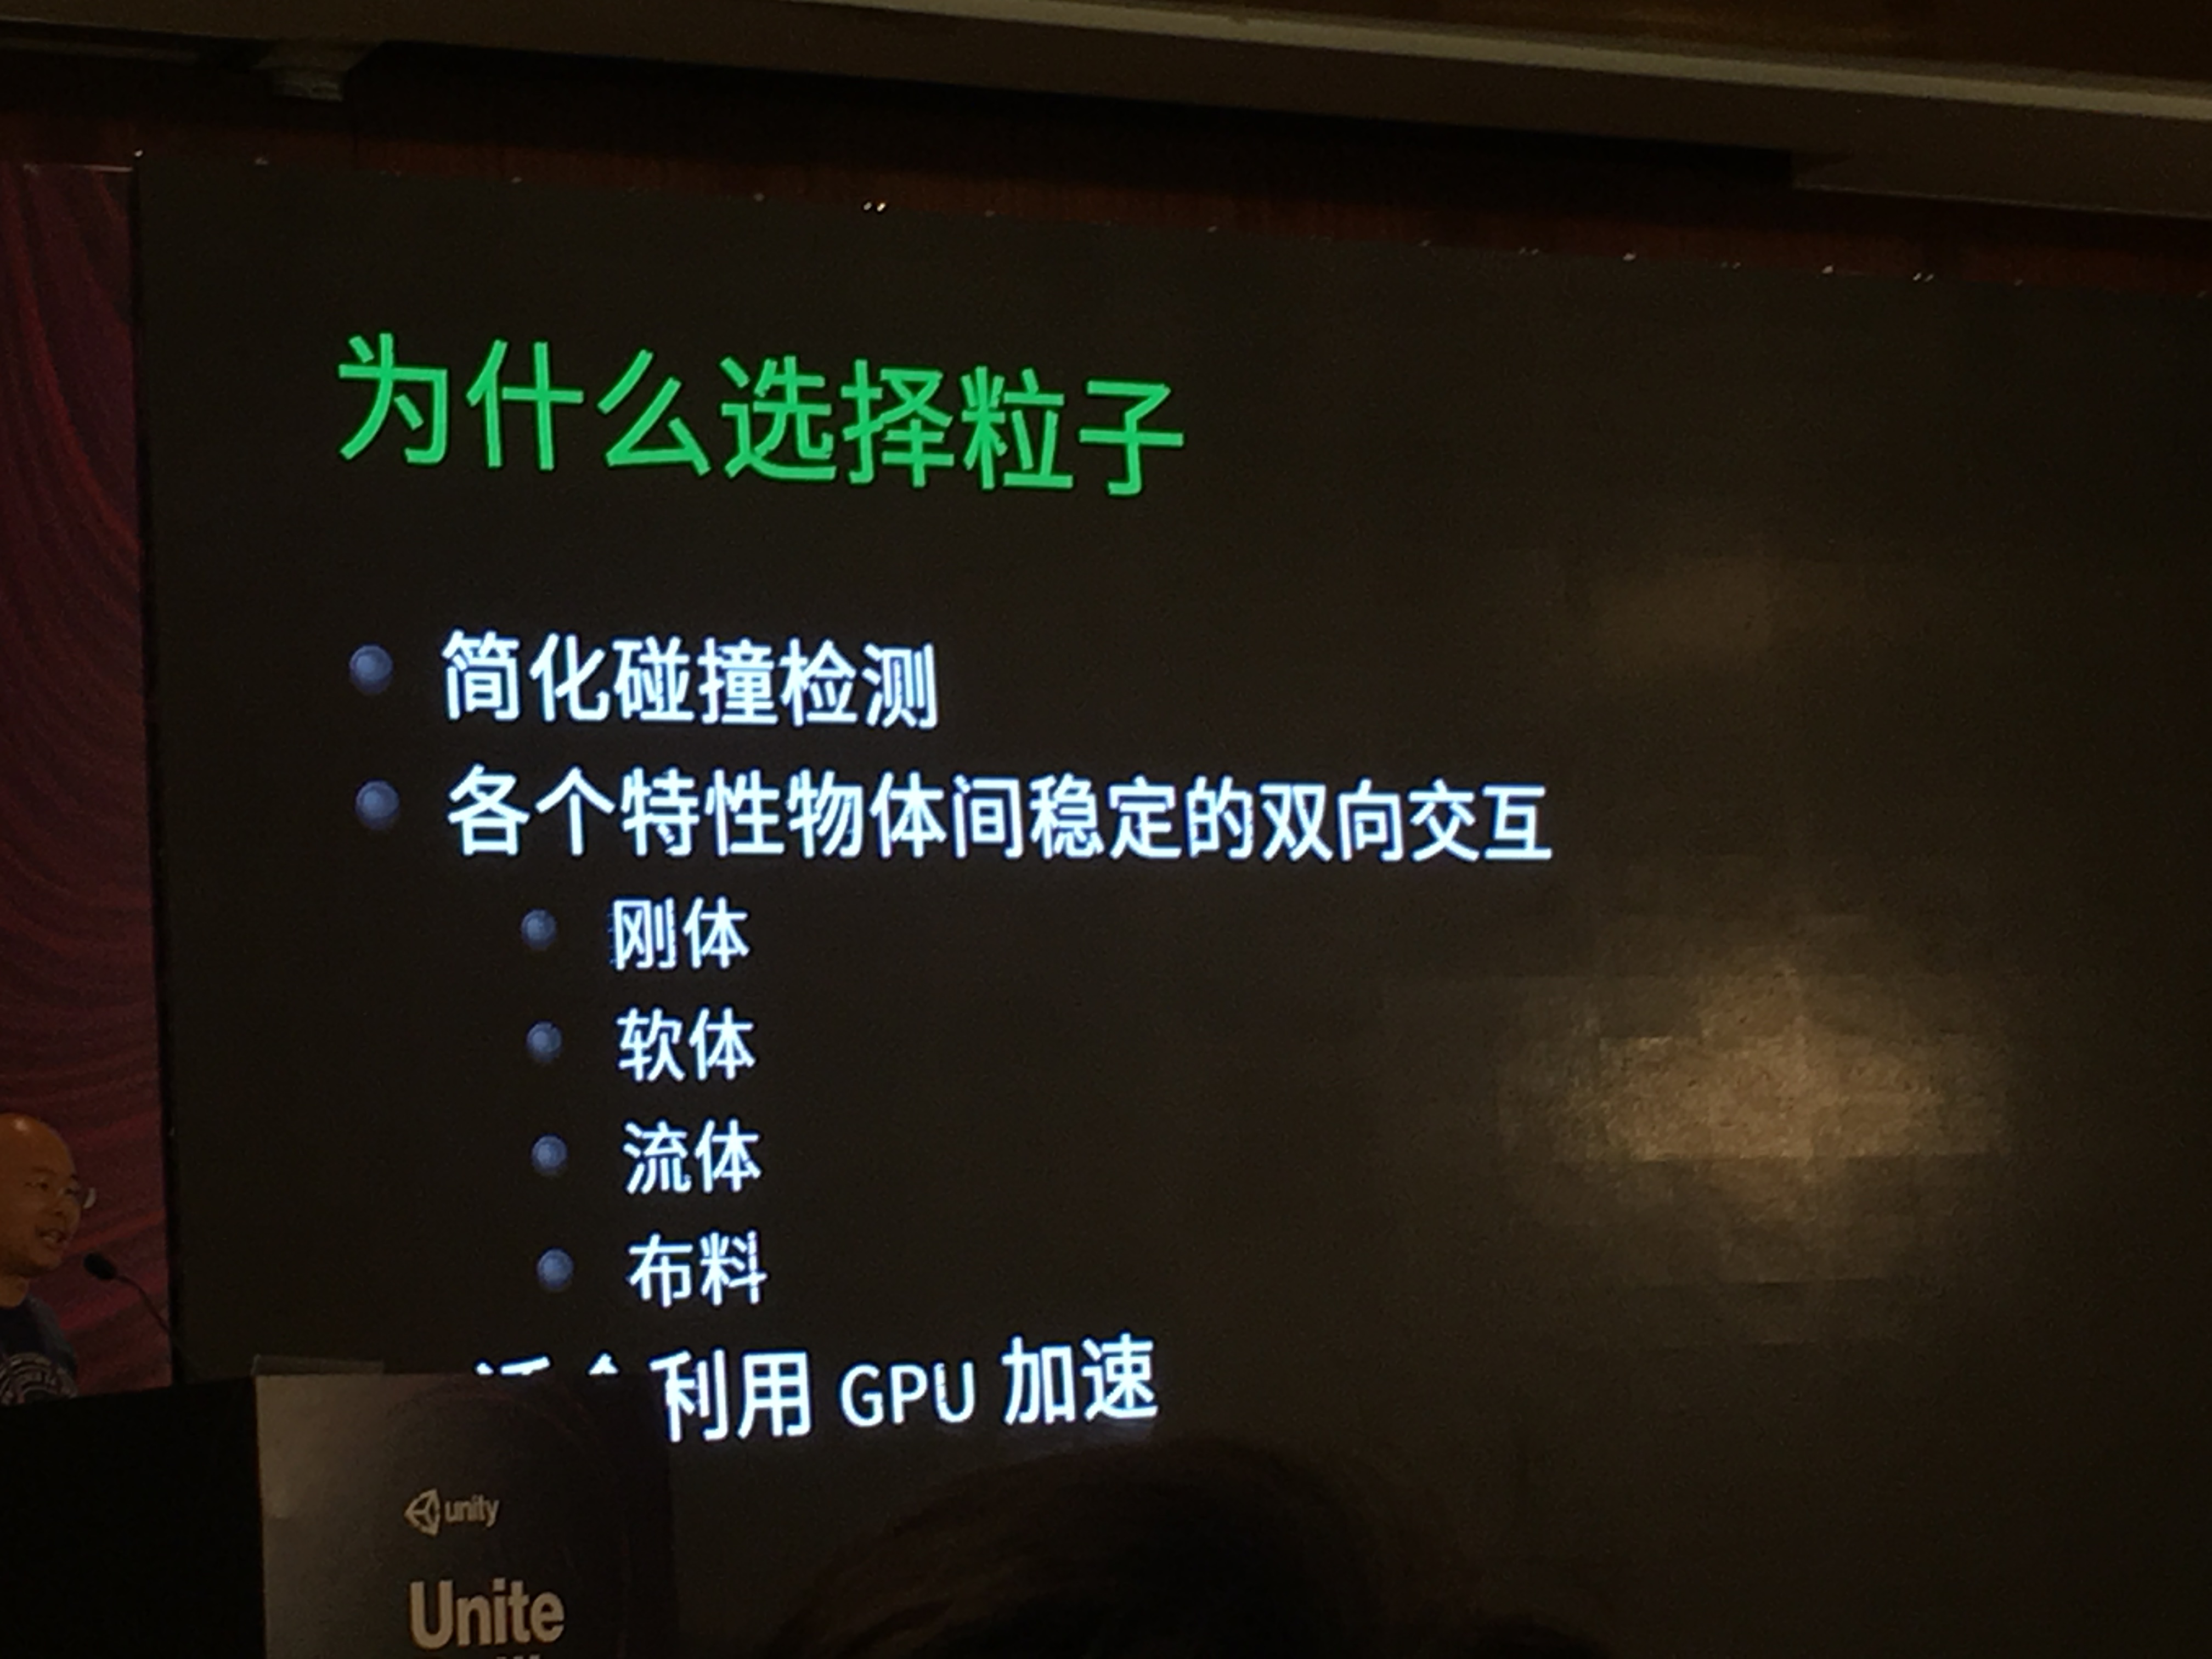 为什么选择粒子
简化碰撞检测
各个特性物体间稳定的双向交互
刚体
软体
流体
布料
利用 GPU 加速
unity
Unite